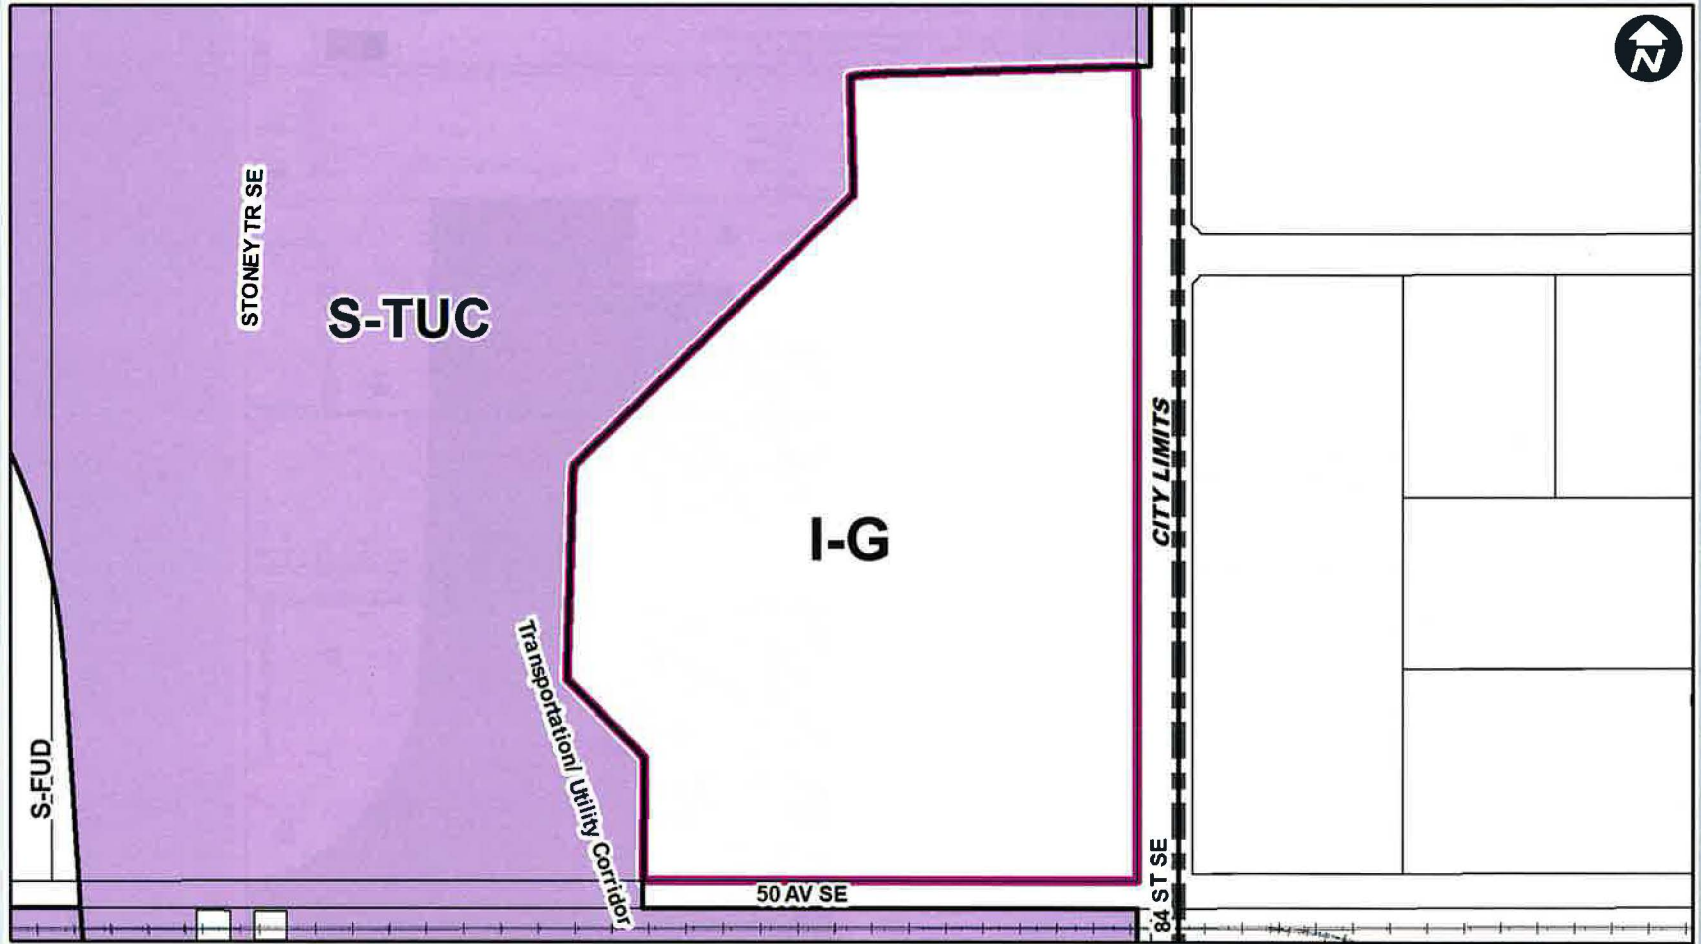 N
STONEY TR SE
S-TUC
CITY LIMITS
I-G
Transportation/ Utility Corridor
S-FUD
50 AV SE
84 ST SE